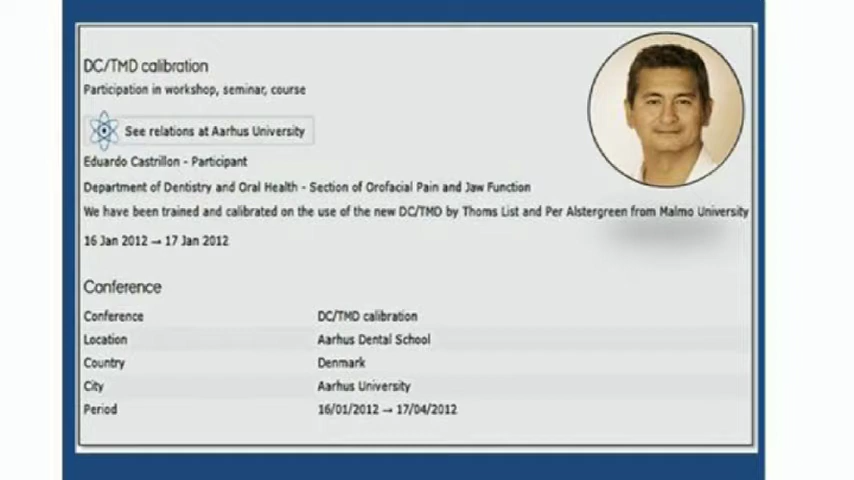 DC/TMD calibration
Participation in workshop, seminar, course
See relations at Aarhus University
Eduardo Castrillon - Participant
Department of Dentistry and Oral Health - Section of Orofacial Pain and Jaw Function
We have been trained and calibrated on the use of the new DC/TMD by Thoms List and Per Alstergreen from Malmo University
16 Jan 2012 → 17 Jan 2012
Conference
Conference DC/TMD calibration
Location Aarhus Dental School
Country Denmark
City Aarhus University
Period 16/01/2012 → 17/04/2012